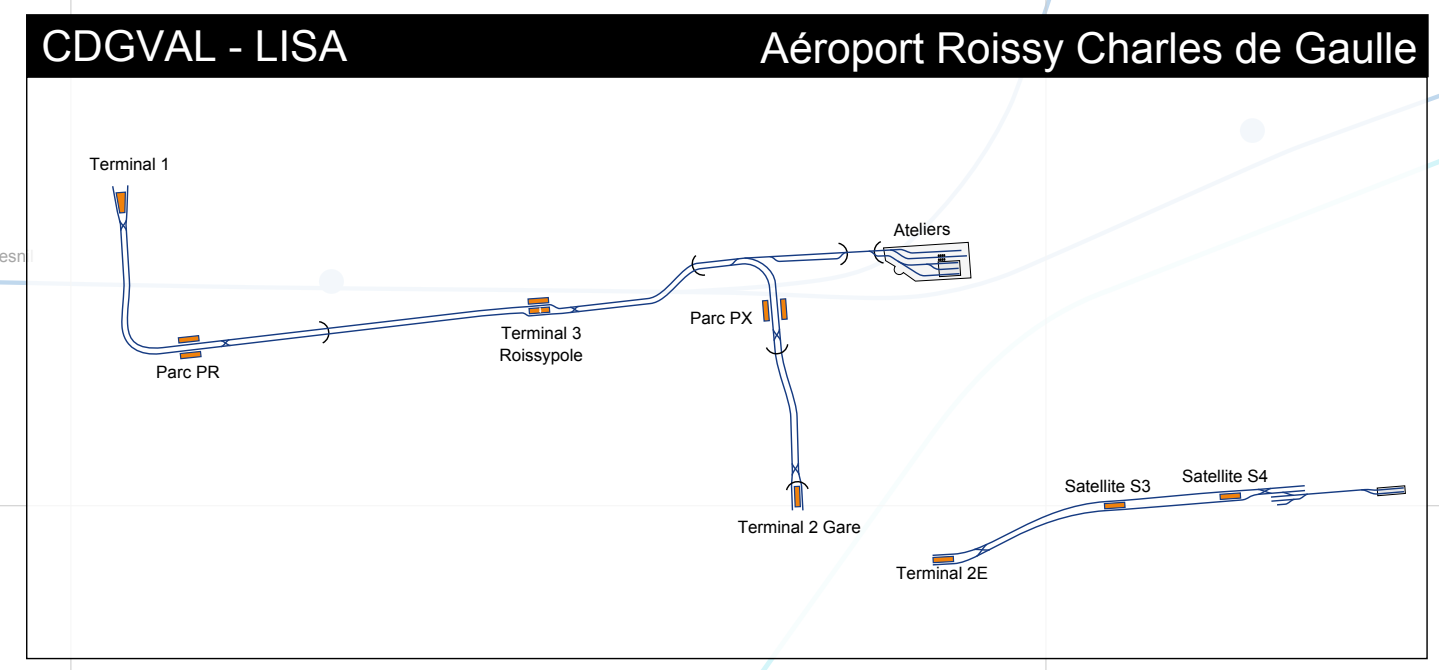 CDGVAL - LISA
Aéroport Roissy Charles de Gaulle
Terminal 1
Ateliers
esnil
Parc PX
Terminal 3
Roissypole
Parc PR
Satellite S4
Satellite S3
Terminal 2 Gare
Terminal 2E